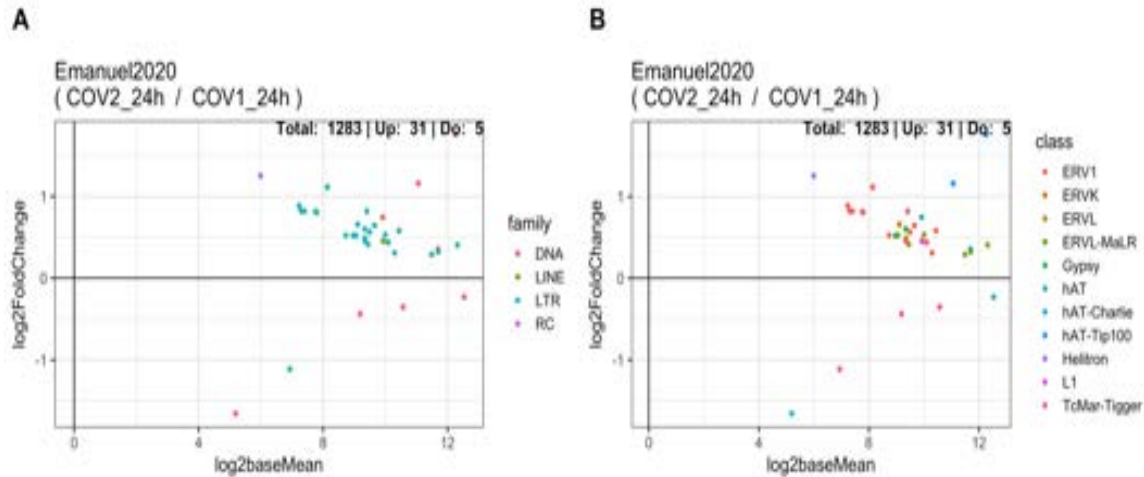 A
Emanuel2020
( COV2_24h / COV1_24h )
Total: 1283 | Up: 31 | Do: 5
log2FoldChange
1
0
-1
0
4
8
12
log2baseMean
family
DNA
LINE
LTR
RC
B
Emanuel2020
( COV2_24h / COV1_24h )
Total: 1283 | Up: 31 | Do: 5
log2FoldChange
1
0
-1
0
4
8
12
log2baseMean
class
ERV1
ERVK
ERVL
ERVL-MaLR
Gypsy
hAT
hAT-Charlie
hAT-Tip100
Helitron
L1
TcMar-Tigger